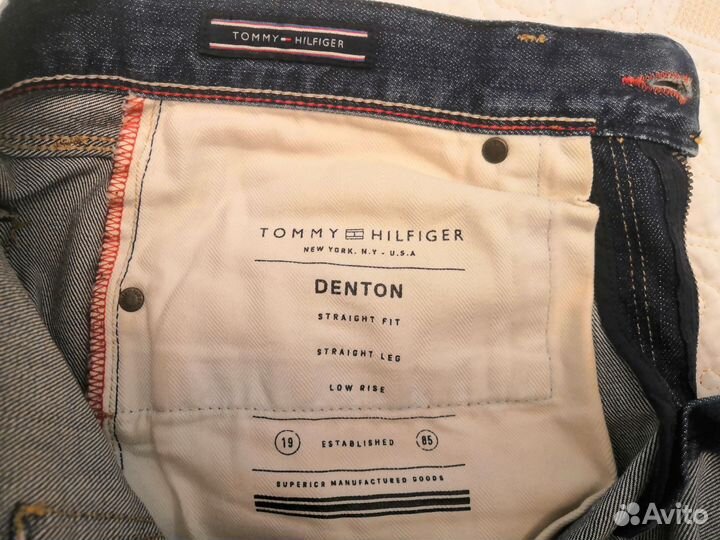 TOMMY HILFIGER
TOMMY HILFIGER
NEW YORK. N.Y - U.S.A
DENTON
STRAIGHT FIT
STRAIGHT LEG
LOW RISE
19 ESTABLISHED 85
SUPERIOR MANUFACTURED GOODS
Avito